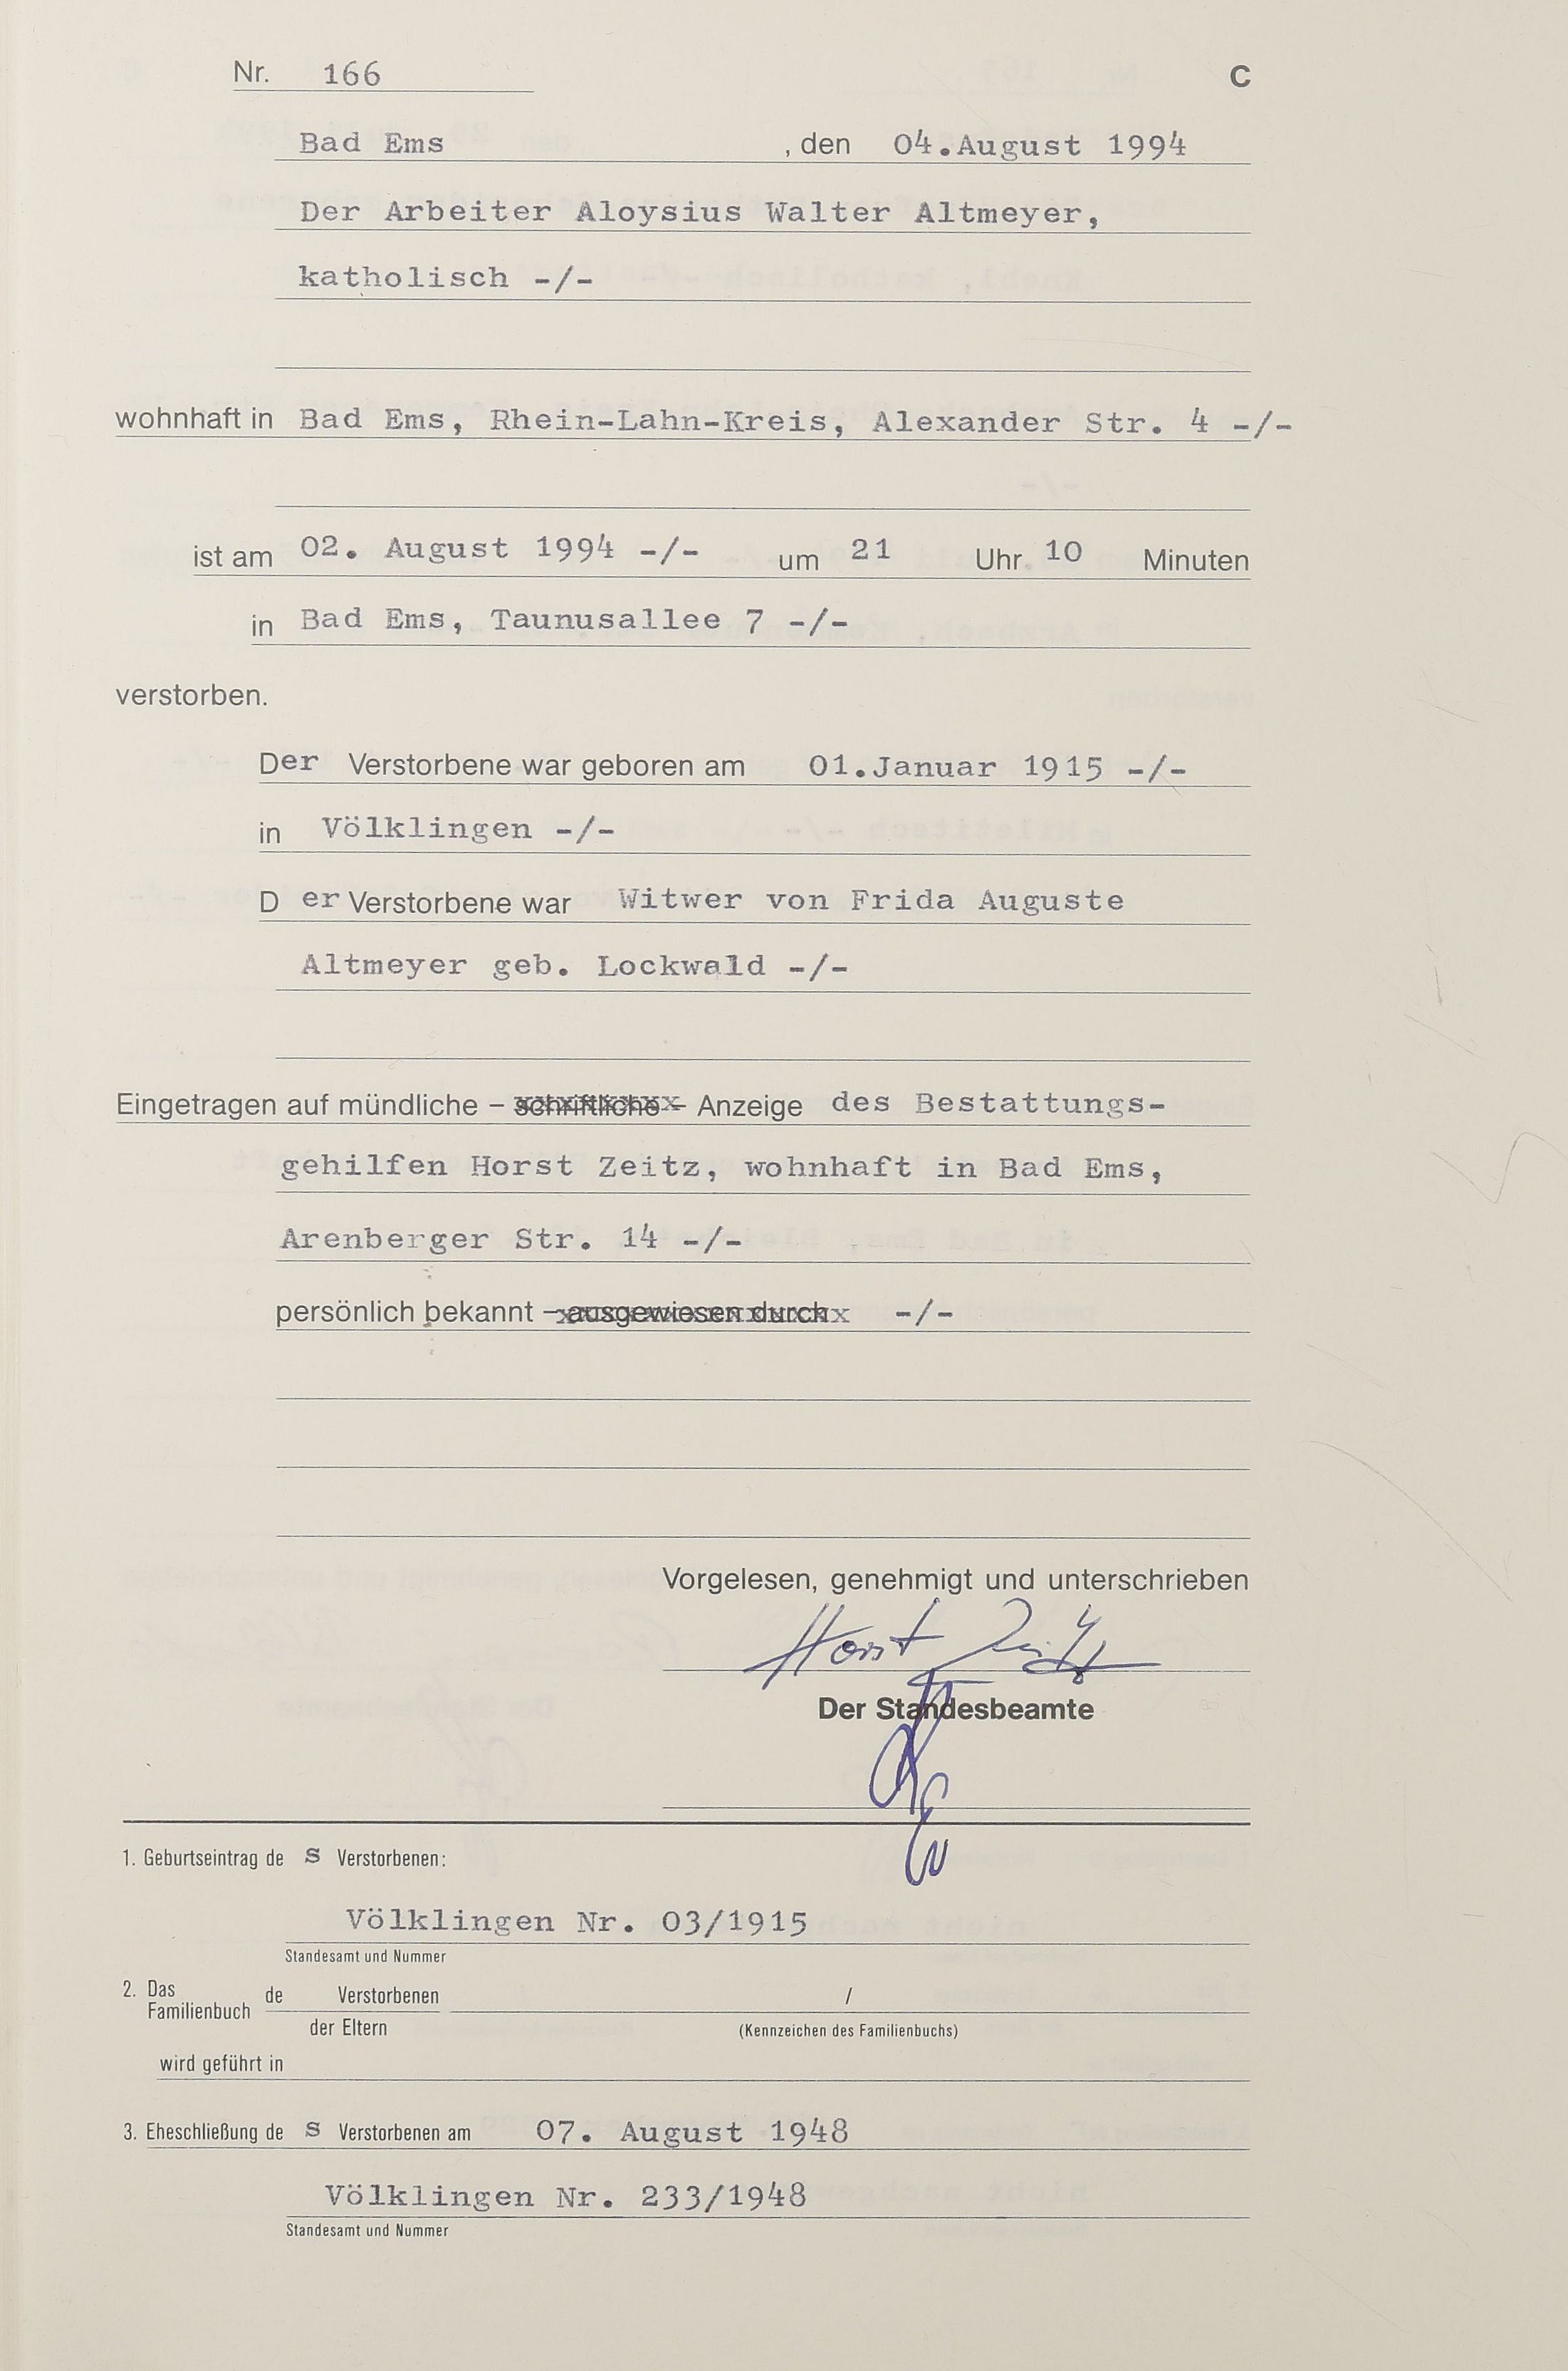 Nr. 166 C
Bad Ems , den 04.August 1994
Der Arbeiter Aloysius Walter Altmeyer,
katholisch -/-
wohnhaft in Bad Ems, Rhein-Lahn-Kreis, Alexander Str. 4 -/-
ist am 02. August 1994 -/- um 21 Uhr 10 Minuten
in Bad Ems, Taunusallee 7 -/-
verstorben.
Der Verstorbene war geboren am 01.Januar 1915 -/-
in Völklingen -/-
D er Verstorbene war Witwer von Frida Auguste
Altmeyer geb. Lockwald -/-
Eingetragen auf mündliche – schriftliche – Anzeige des Bestattungs-
gehilfen Horst Zeitz, wohnhaft in Bad Ems,
Arenberger Str. 14 -/-
persönlich bekannt – ausgewiesen durch -/-
Vorgelesen, genehmigt und unterschrieben
Horst Zeitz
Der Standesbeamte
1. Geburtseintrag de s Verstorbenen:
Völklingen Nr. 03/1915
Standesamt und Nummer
2. Das Familienbuch de Verstorbenen /
der Eltern (Kennzeichen des Familienbuchs)
wird geführt in
3. Eheschließung de s Verstorbenen am 07. August 1948
Völklingen Nr. 233/1948
Standesamt und Nummer